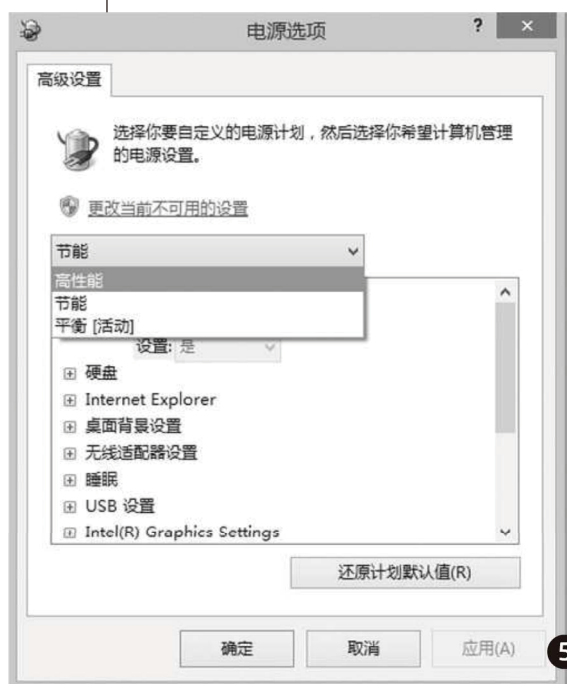 电源选项
?
×
高级设置
选择你要自定义的电源计划，然后选择你希望计算机管理
的电源设置。
更改当前不可用的设置
节能
高性能
节能
平衡 [活动]
设置: 是
硬盘
Internet Explorer
桌面背景设置
无线适配器设置
睡眠
USB 设置
Intel(R) Graphics Settings
还原计划默认值(R)
确定
取消
应用(A)
5